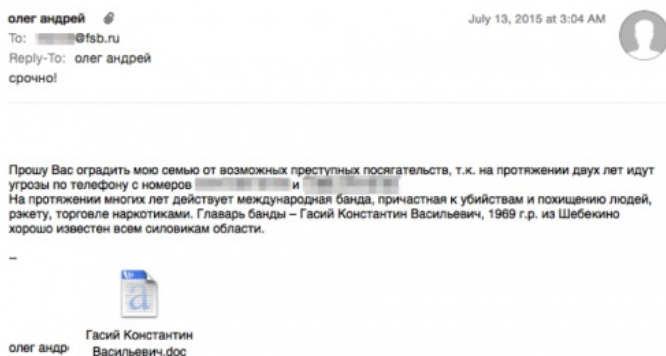 олег андрей
July 13, 2015 at 3:04 AM
To: @fsb.ru
Reply-To: олег андрей
срочно!
Прошу Вас оградить мою семью от возможных преступных посягательств, т.к. на протяжении двух лет идут
угрозы по телефону с номеров и
На протяжении многих лет действует международная банда, причастная к убийствам и похищению людей,
рэкету, торговле наркотиками. Главарь банды – Гасий Константин Васильевич, 1969 г.р. из Шебекино
хорошо известен всем силовикам области.
--
a
Гасий Константин
Васильевич.doc
олег андр